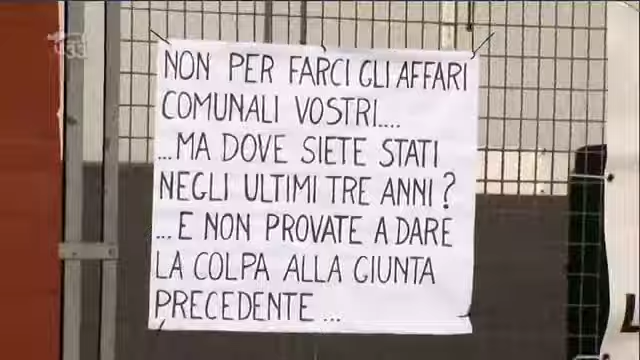 NON PER FARCI GLI AFFARI
COMUNALI VOSTRI....
...MA DOVE SIETE STATI
NEGLI ULTIMI TRE ANNI?
...E NON PROVATE A DARE
LA COLPA ALLA GIUNTA
PRECEDENTE...